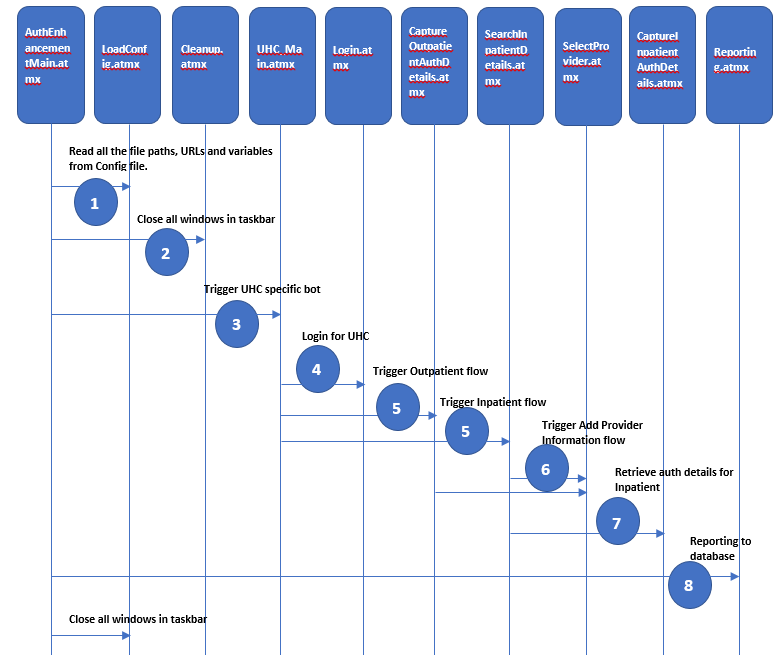 AuthEnh
ancemen
tMain.at
mx
LoadConf
ig.atmx
Cleanup.
atmx
UHC_Ma
in.atmx
Login.at
mx
Capture
Outpatie
ntAuthD
etails.at
mx
SearchIn
patientD
etails.at
mx
SelectPro
vider.at
mx
CaptureI
npatient
AuthDet
ails.atmx
Reportin
g.atmx
Read all the file paths, URLs and variables
from Config file.
1
Close all windows in taskbar
2
Trigger UHC specific bot
3
Login for UHC
4
Trigger Outpatient flow
5
Trigger Inpatient flow
5
Trigger Add Provider
Information flow
6
Retrieve auth details for
Inpatient
7
Reporting to
database
8
Close all windows in taskbar